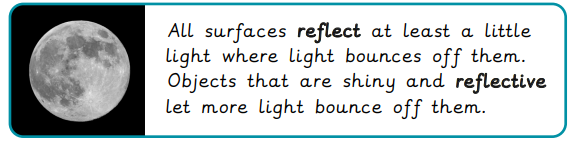 All surfaces reflect at least a little
light where light bounces off them.
Objects that are shiny and reflective
let more light bounce off them.